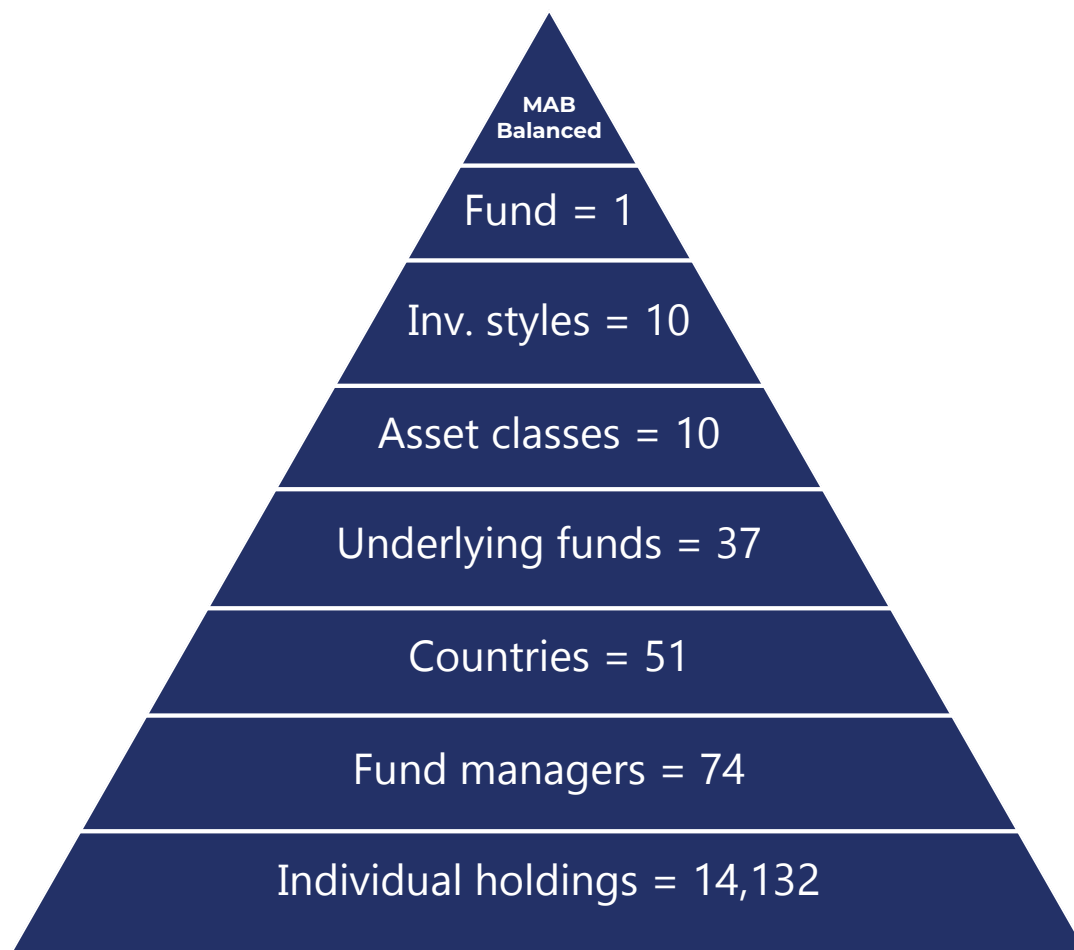 MAB
Balanced
Fund = 1
Inv. styles = 10
Asset classes = 10
Underlying funds = 37
Countries = 51
Fund managers = 74
Individual holdings = 14,132